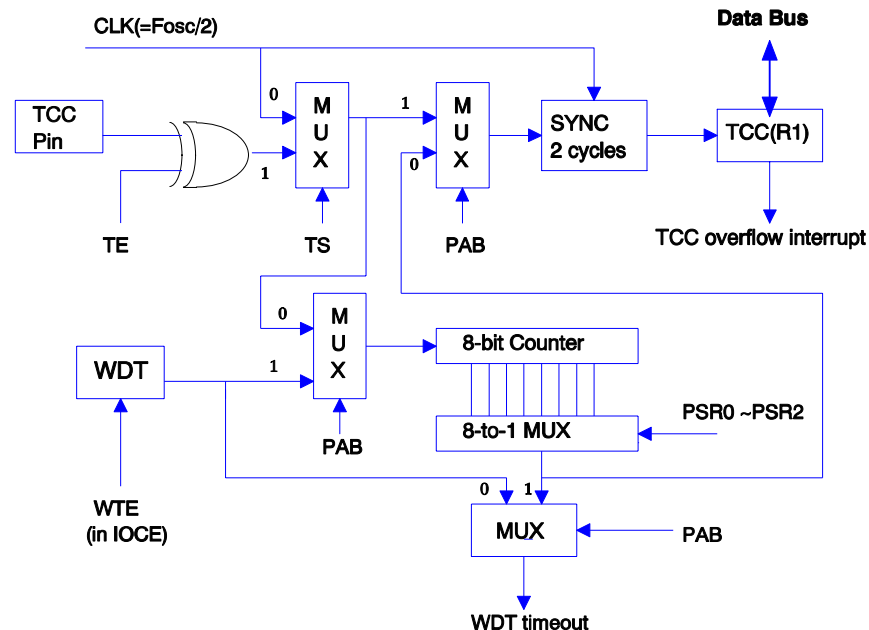 CLK(=Fosc/2)
Data Bus
0
TCC
Pin
M
U
X
1
M
U
X
SYNC
2 cycles
TCC(R1)
0
1
TE
TS
PAB
TCC overflow interrupt
0
M
U
X
8-bit Counter
WDT
1
PSR0 ~PSR2
8-to-1 MUX
PAB
0
1
WTE
(in IOCE)
MUX
PAB
WDT timeout